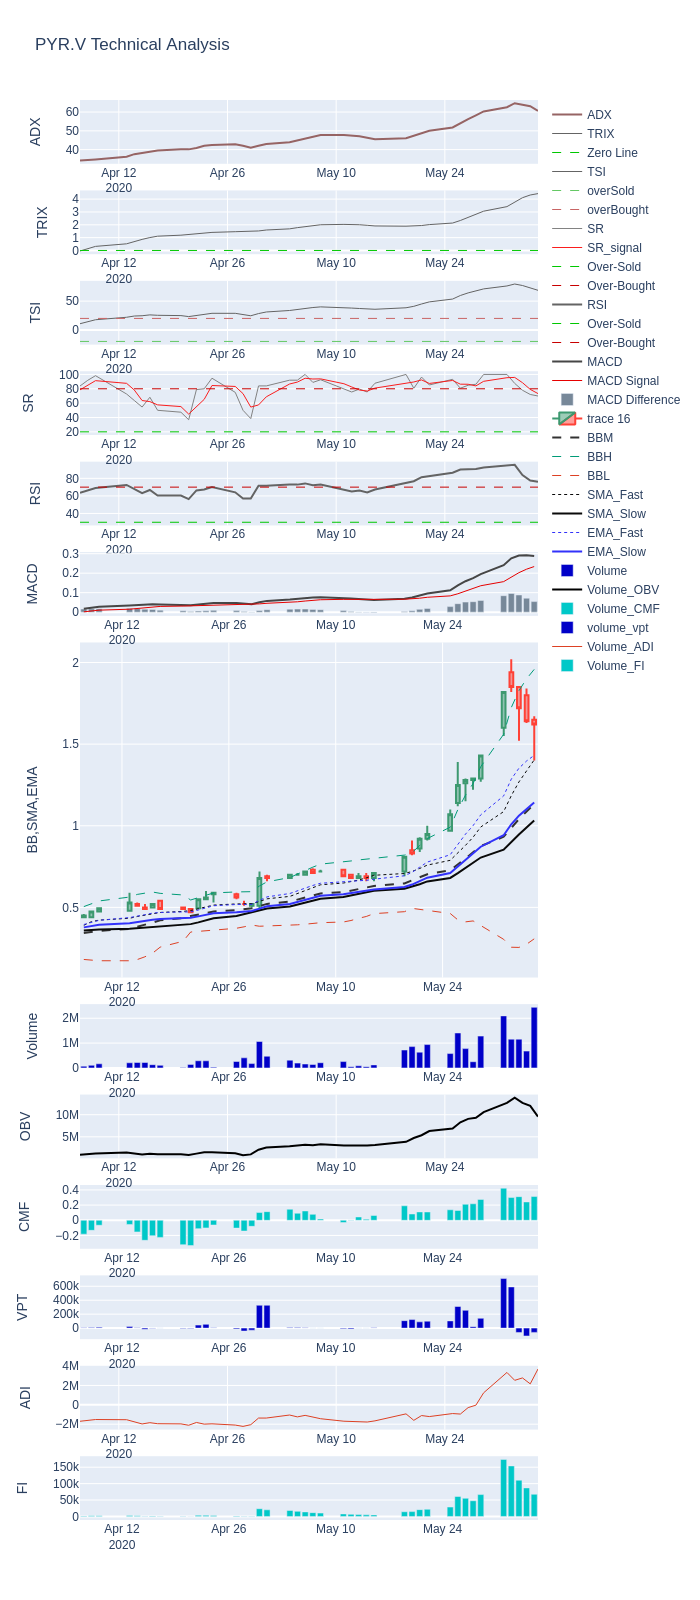 PYR.V Technical Analysis
ADX
60
50
40
Apr 12
2020
Apr 26
May 10
May 24
TRIX
4
3
2
1
0
Apr 12
2020
Apr 26
May 10
May 24
TSI
50
0
Apr 12
2020
Apr 26
May 10
May 24
SR
100
80
60
40
20
Apr 12
2020
Apr 26
May 10
May 24
RSI
80
60
40
Apr 12
2020
Apr 26
May 10
May 24
MACD
0.3
0.2
0.1
0
Apr 12
2020
Apr 26
May 10
May 24
BB,SMA,EMA
2
1.5
1
0.5
Apr 12
2020
Apr 26
May 10
May 24
Volume
2M
1M
0
Apr 12
2020
Apr 26
May 10
May 24
OBV
10M
5M
Apr 12
2020
Apr 26
May 10
May 24
CMF
0.4
0.2
0
−0.2
Apr 12
2020
Apr 26
May 10
May 24
VPT
600k
400k
200k
0
Apr 12
2020
Apr 26
May 10
May 24
ADI
4M
2M
0
−2M
Apr 12
2020
Apr 26
May 10
May 24
FI
150k
100k
50k
0
Apr 12
2020
Apr 26
May 10
May 24
ADX
TRIX
Zero Line
TSI
overSold
overBought
SR
SR_signal
Over-Sold
Over-Bought
RSI
Over-Sold
Over-Bought
MACD
MACD Signal
MACD Difference
trace 16
BBM
BBH
BBL
SMA_Fast
SMA_Slow
EMA_Fast
EMA_Slow
Volume
Volume_OBV
Volume_CMF
volume_vpt
Volume_ADI
Volume_FI